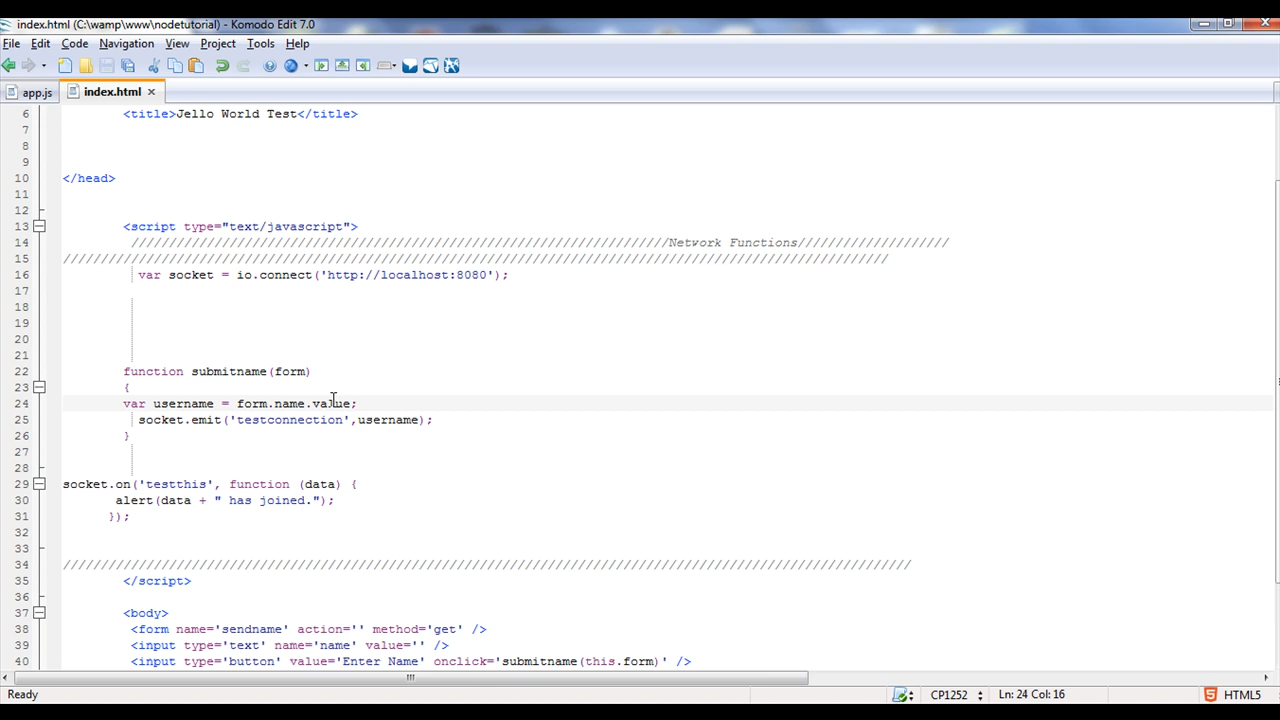 index.html (C:\wamp\www\nodetutorial) - Komodo Edit 7.0
File Edit Code Navigation View Project Tools Help
app.js index.html
6 <title>Jello World Test</title>
7
8
9
10 </head>
11
12
13 <script type="text/javascript">
14 ///////////////////////////////////////////////////////////////////////Network Functions////////////////////
15 //////////////////////////////////////////////////////////////////////////////////////////////////////////////
16 var socket = io.connect('http://localhost:8080');
17
18
19
20
21
22 function submitname(form)
23 {
24 var username = form.name.value;
25 socket.emit('testconnection',username);
26 }
27
28
29 socket.on('testthis', function (data) {
30 alert(data + " has joined.");
31 });
32
33
34 /////////////////////////////////////////////////////////////////////////////////////////////////////////////////
35 </script>
36
37 <body>
38 <form name='sendname' action='' method='get' />
39 <input type='text' name='name' value='' />
40 <input type='button' value='Enter Name' onclick='submitname(this.form)' />
Ready CP1252 Ln: 24 Col: 16 HTML5